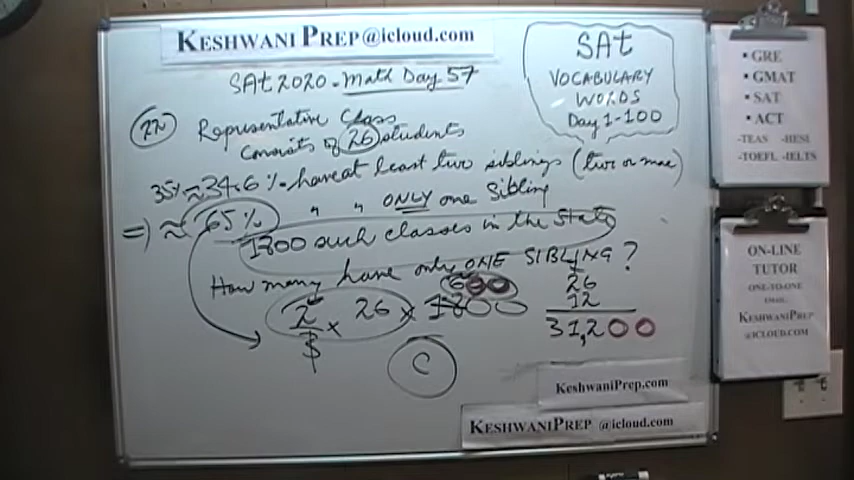 KESHWANI PREP@icloud.com
SAt 2020 - Math Day 57
22 Representative Class
Consists of 26 students
35% ≈ 34.6% have at least two siblings (two or more)
=) ≈ 65% " " ONLY one Sibling
1800 such classes in the State
How many have only ONE SIBLING?
600
2/3 × 26 × 1800
26
12
31,200
C
SAt
VOCABULARY
WORDS
Day 1-100
▪ GRE
▪ GMAT
▪ SAT
▪ ACT
-TEAS -HESI
-TOEFL -IELTS
ON-LINE
TUTOR
ONE-TO-ONE
KESHWANIPREP
@ICLOUD.COM
KeshwaniPrep.com
KESHWANIPREP @icloud.com